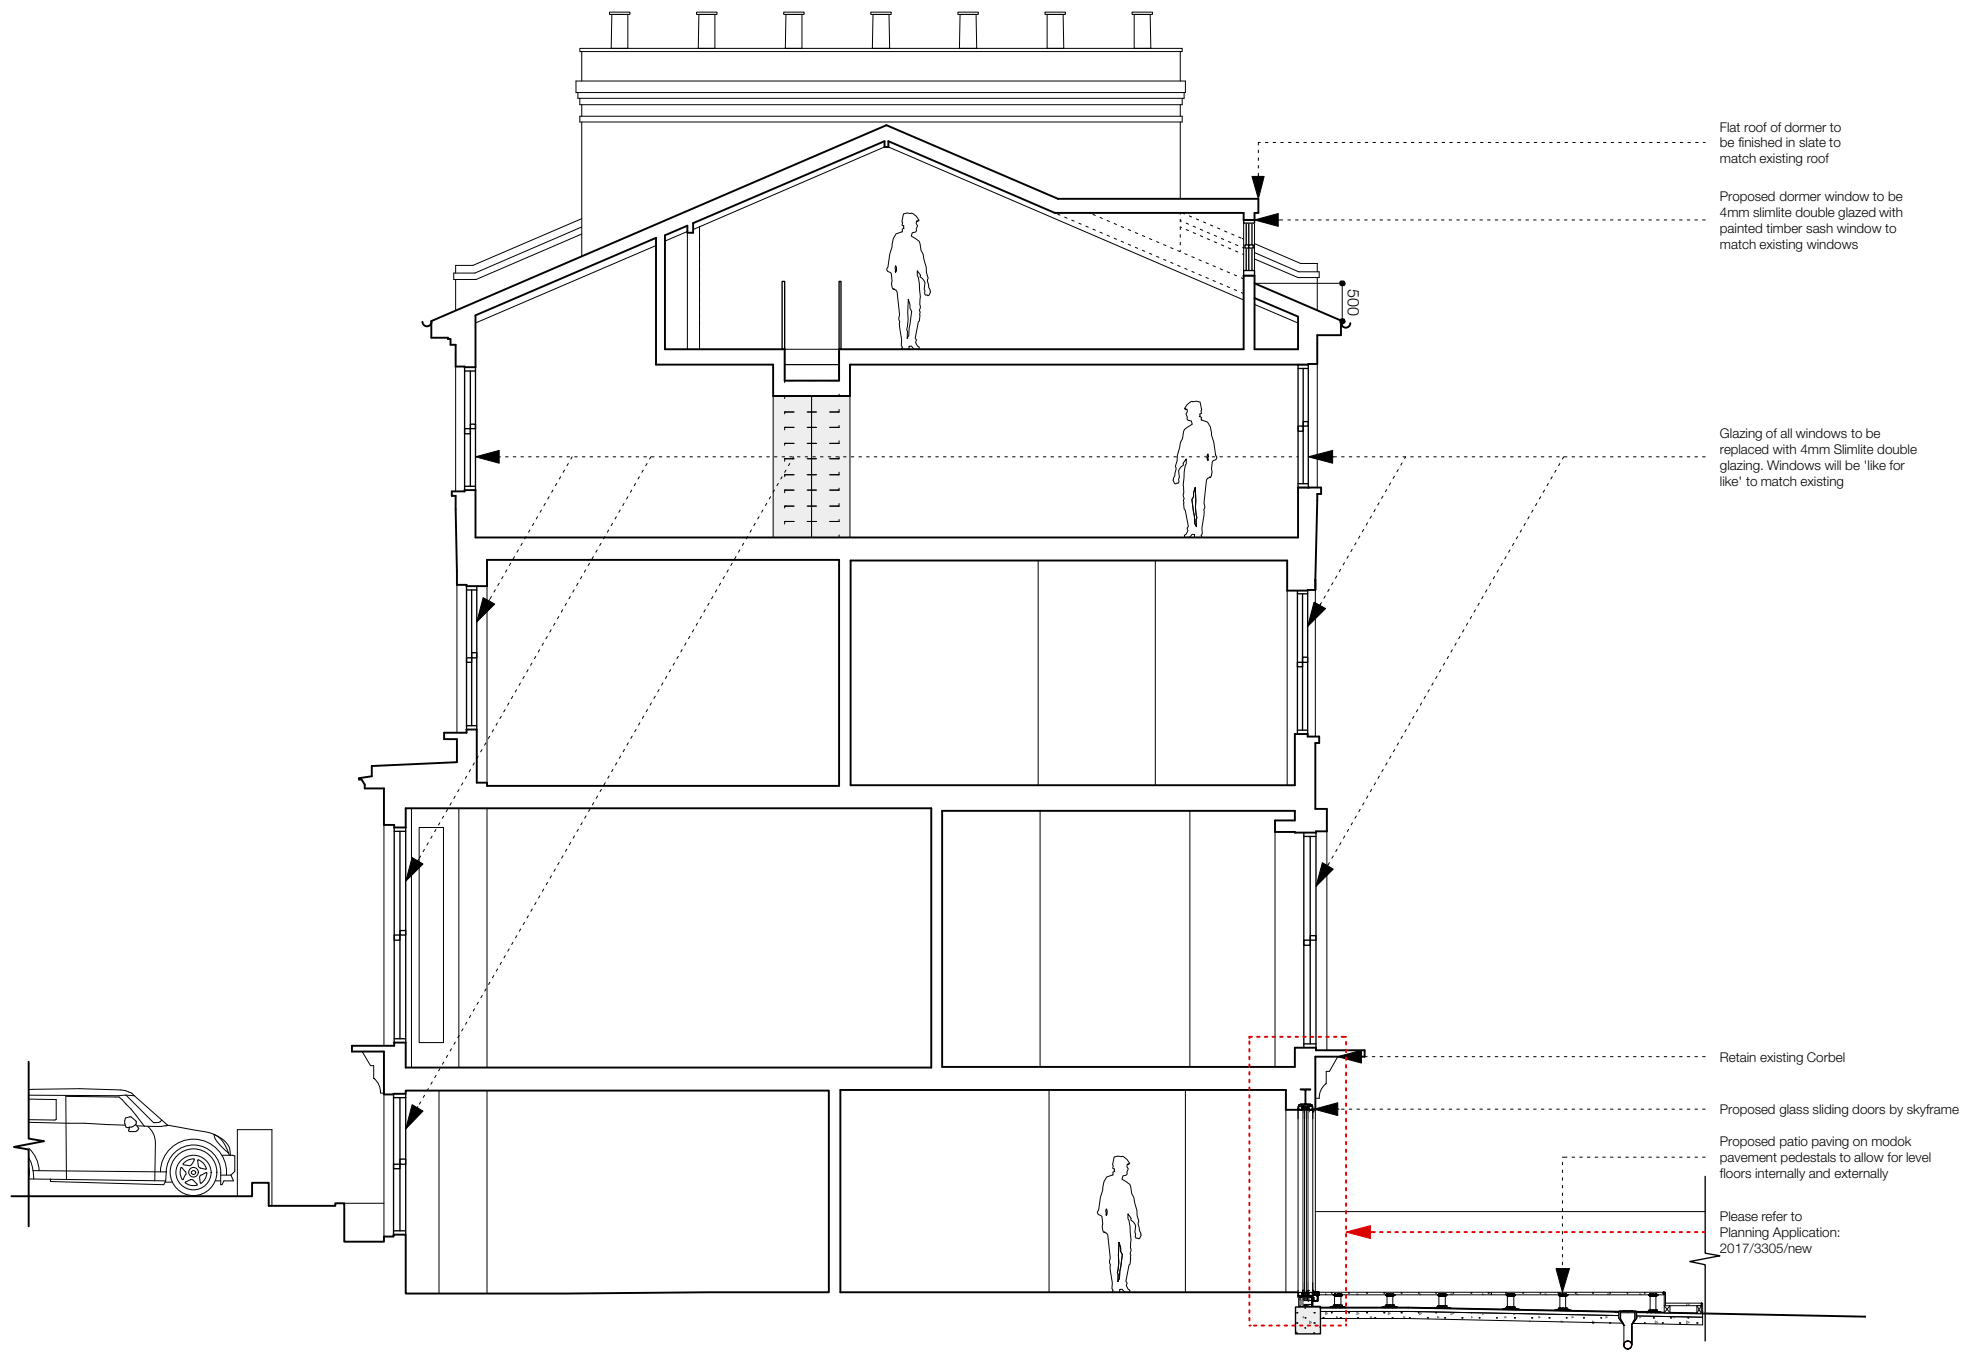 Flat roof of dormer to
be finished in slate to
match existing roof
Proposed dormer window to be
4mm slimlite double glazed with
painted timber sash window to
match existing windows
500
Glazing of all windows to be
replaced with 4mm Slimlite double
glazing. Windows will be 'like for
like' to match existing
Retain existing Corbel
Proposed glass sliding doors by skyframe
Proposed patio paving on modok
pavement pedestals to allow for level
floors internally and externally
Please refer to
Planning Application:
2017/3305/new